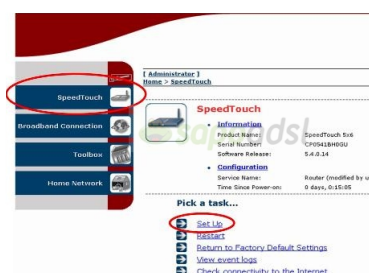 [ Administrator ]
Home > SpeedTouch
SpeedTouch
Broadband Connection
Toolbox
Home Network
SpeedTouch
Information
Product Name: SpeedTouch 5x6
Serial Number: CP0541BH0GU
Software Release: 5.4.0.14
Configuration
Service Name: Router (modified by u
Time Since Power-on: 0 days, 0:15:05
Pick a task...
Set Up
Restart
Return to Factory Default Settings
View event logs
Check connectivity to the Internet